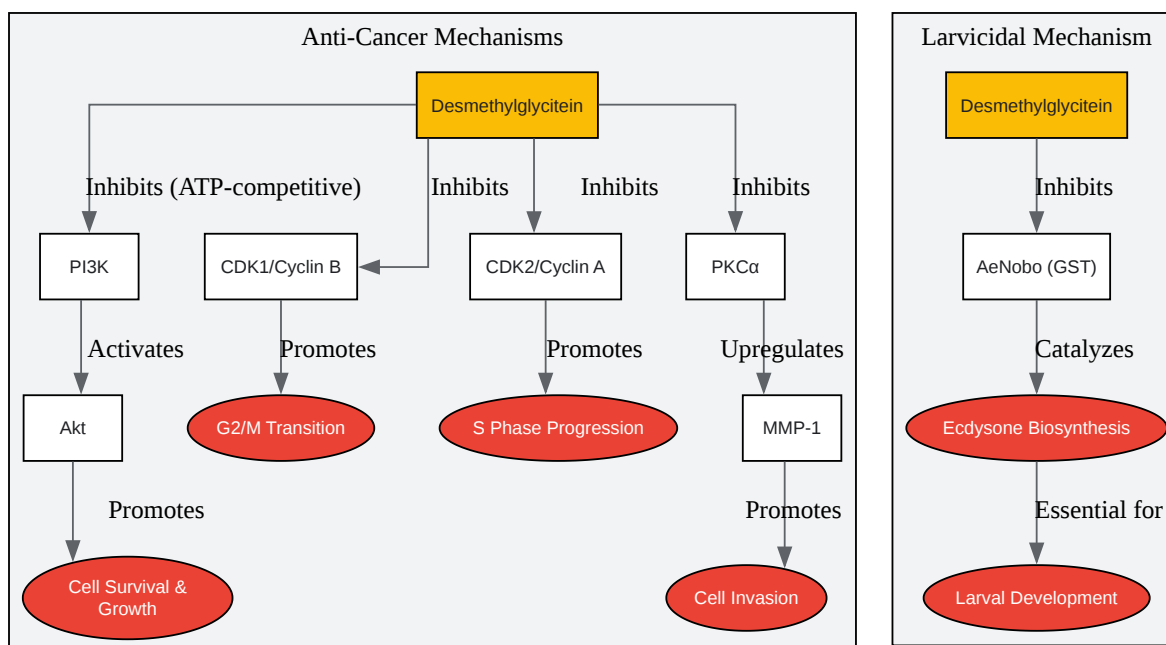 Anti-Cancer Mechanisms
Desmethylglycitein
Inhibits (ATP-competitive)
Inhibits
Inhibits
Inhibits
PI3K
CDK1/Cyclin B
CDK2/Cyclin A
PKCα
Activates
Promotes
Promotes
Upregulates
Akt
G2/M Transition
S Phase Progression
MMP-1
Promotes
Promotes
Cell Survival &
Growth
Cell Invasion
Larvicidal Mechanism
Desmethylglycitein
Inhibits
AeNobo (GST)
Catalyzes
Ecdysone Biosynthesis
Essential for
Larval Development